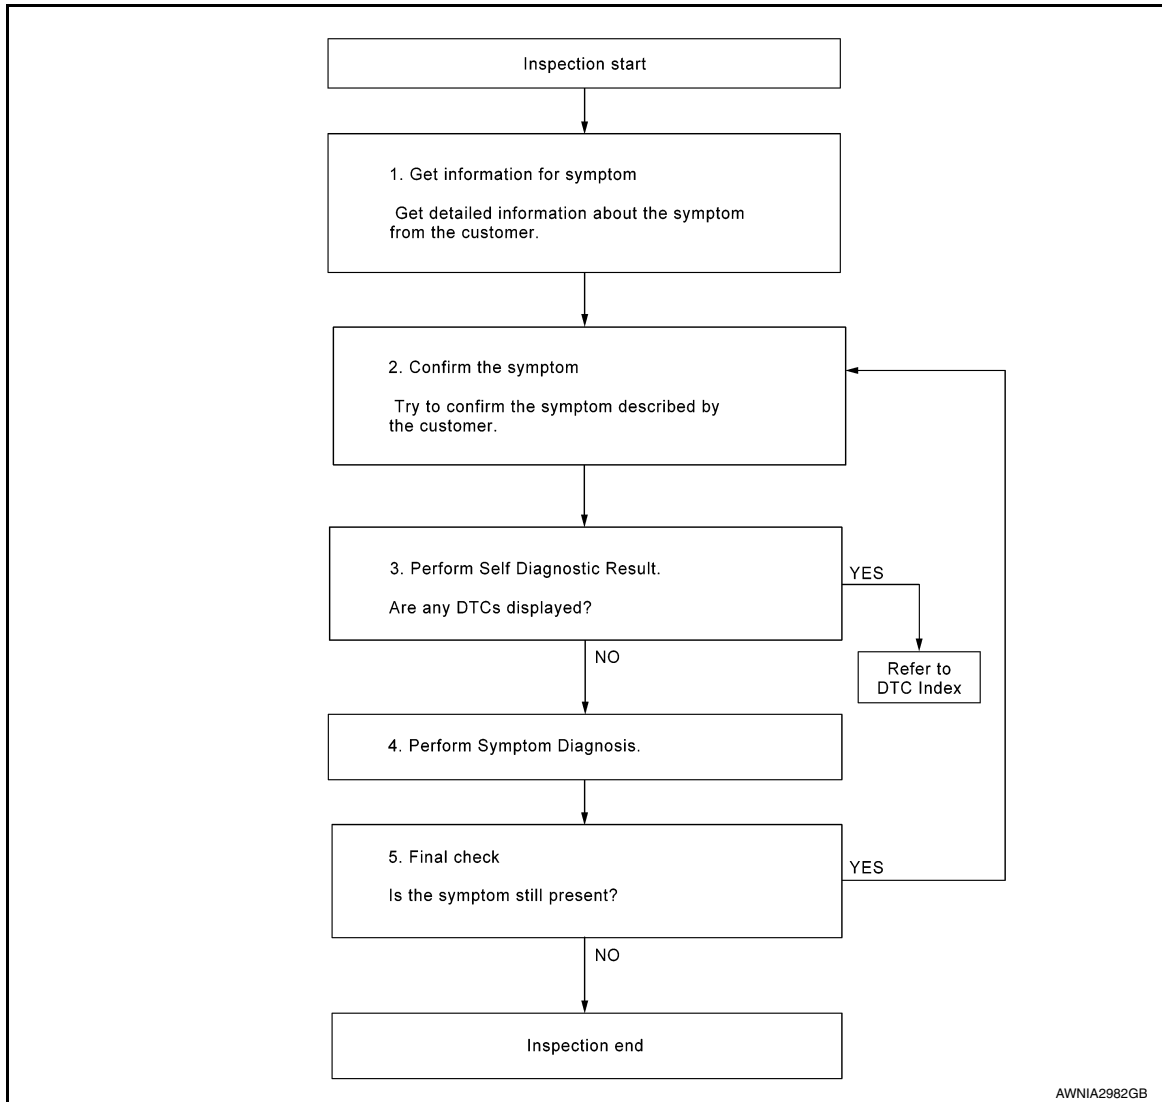 Inspection start
1. Get information for symptom
Get detailed information about the symptom
from the customer.
2. Confirm the symptom
Try to confirm the symptom described by
the customer.
3. Perform Self Diagnostic Result.
Are any DTCs displayed?
YES
Refer to
DTC Index
NO
4. Perform Symptom Diagnosis.
5. Final check
Is the symptom still present?
YES
NO
Inspection end
AWNIA2982GB